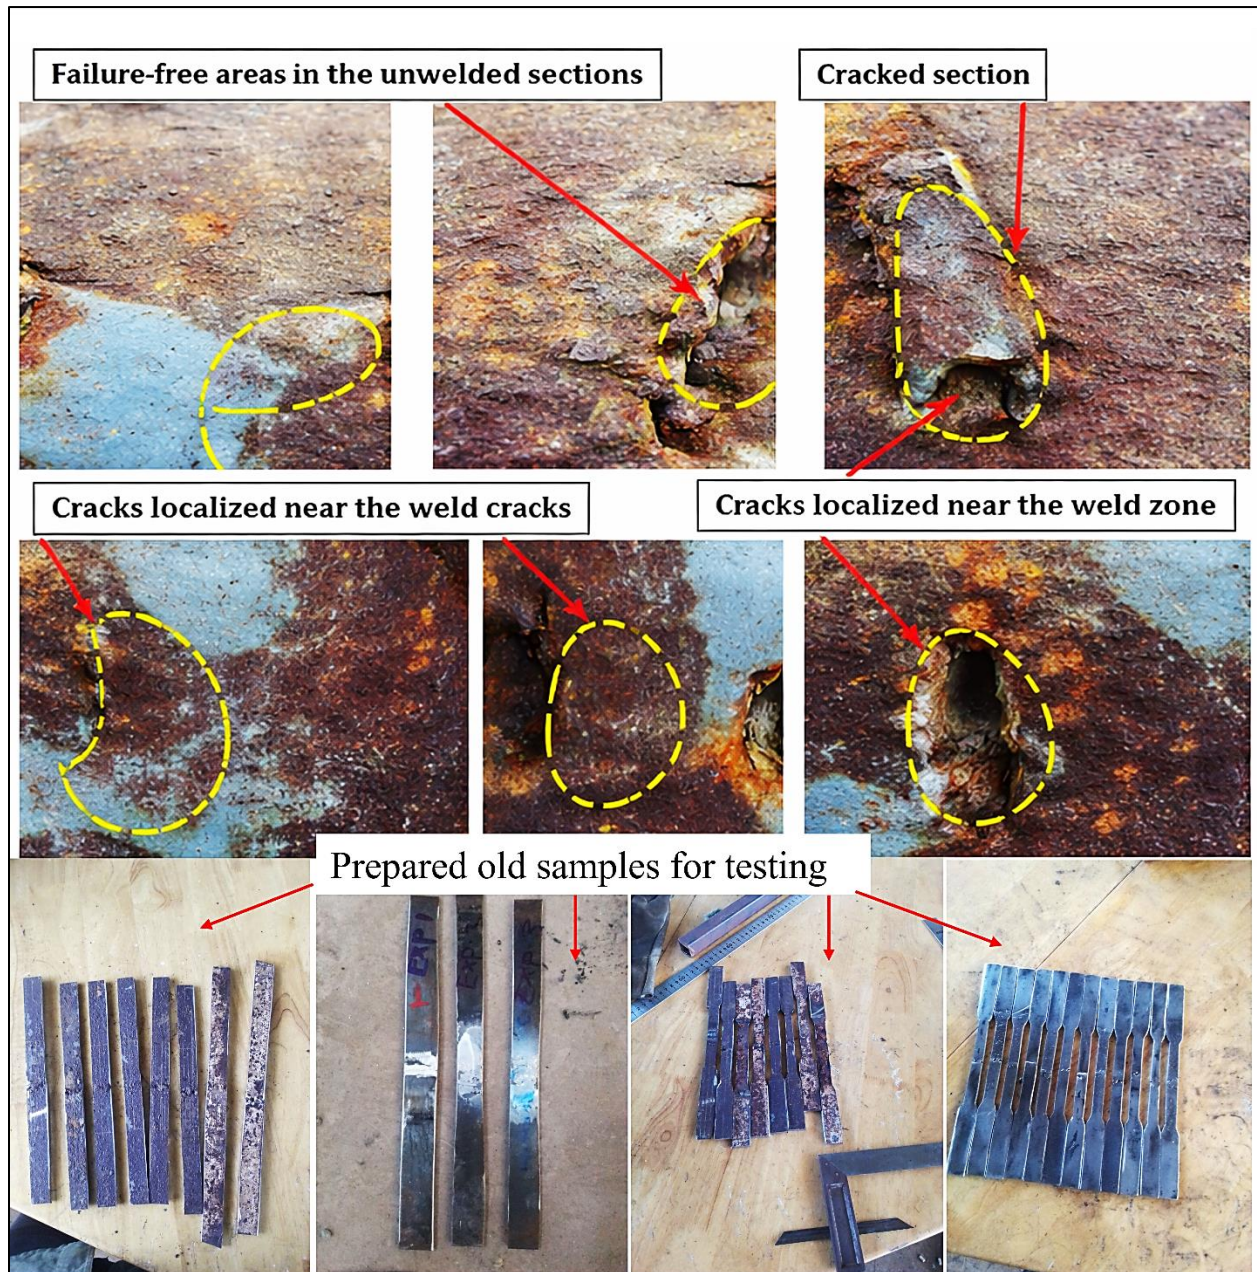 Failure-free areas in the unwelded sections
Cracked section
Cracks localized near the weld cracks
Cracks localized near the weld zone
Prepared old samples for testing
EXP1